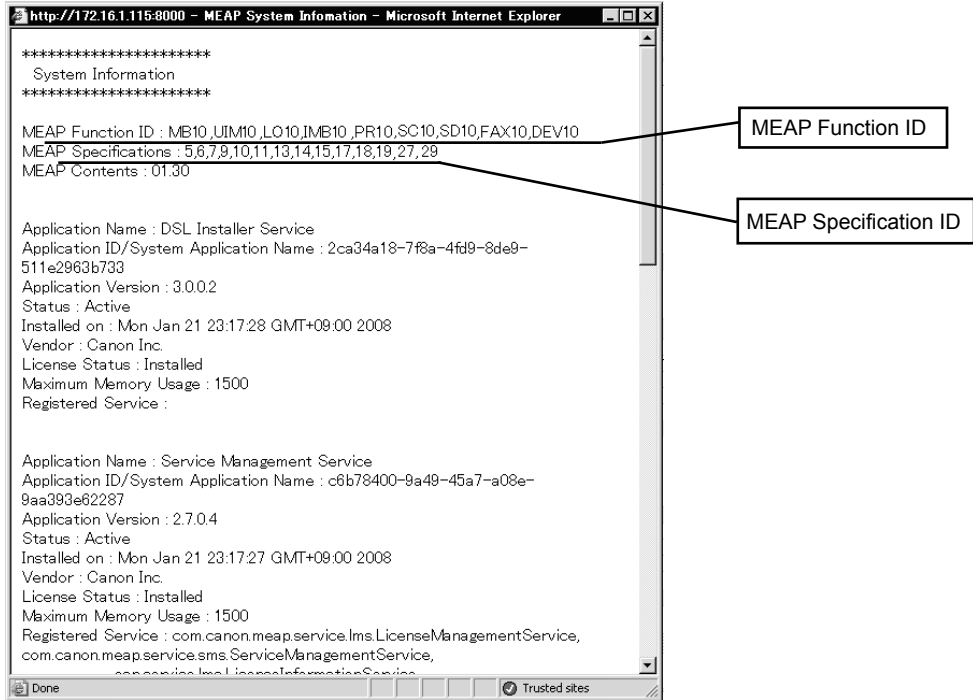 http://172.16.1.115:8000 - MEAP System Infomation - Microsoft Internet Explorer
**********************
System Information
**********************
MEAP Function ID : MB10 ,UIM10 ,LO10,IMB10 ,PR10,SC10,SD10,FAX10,DEV10
MEAP Specifications : 5,6,7,9,10,11,13,14,15,17,18,19,27,29
MEAP Contents : 01.30
MEAP Function ID
MEAP Specification ID
Application Name : DSL Installer Service
Application ID/System Application Name : 2ca34a18-7f8a-4fd9-8de9-
511e2963b733
Application Version : 3.0.0.2
Status : Active
Installed on : Mon Jan 21 23:17:28 GMT+09:00 2008
Vendor : Canon Inc.
License Status : Installed
Maximum Memory Usage : 1500
Registered Service :
Application Name : Service Management Service
Application ID/System Application Name : c6b78400-9a49-45a7-a08e-
9aa393e62287
Application Version : 2.7.0.4
Status : Active
Installed on : Mon Jan 21 23:17:27 GMT+09:00 2008
Vendor : Canon Inc.
License Status : Installed
Maximum Memory Usage : 1500
Registered Service : com.canon.meap.service.lms.LicenseManagementService,
com.canon.meap.service.sms.ServiceManagementService,
Done
Trusted sites